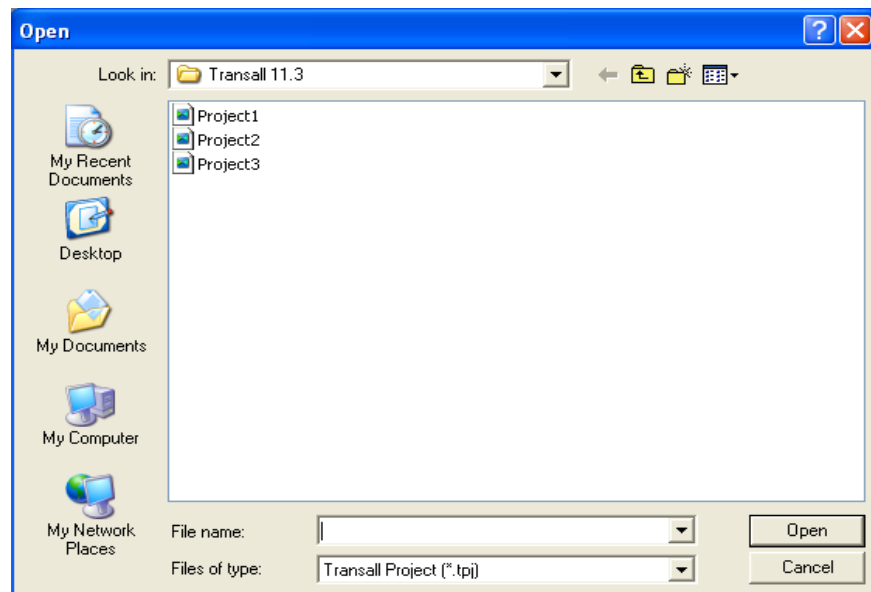 Open
Look in:
Transall 11.3
Project1
Project2
Project3
My Recent
Documents
Desktop
My Documents
My Computer
My Network
Places
File name:
Open
Files of type:
Transall Project (*.tpj)
Cancel